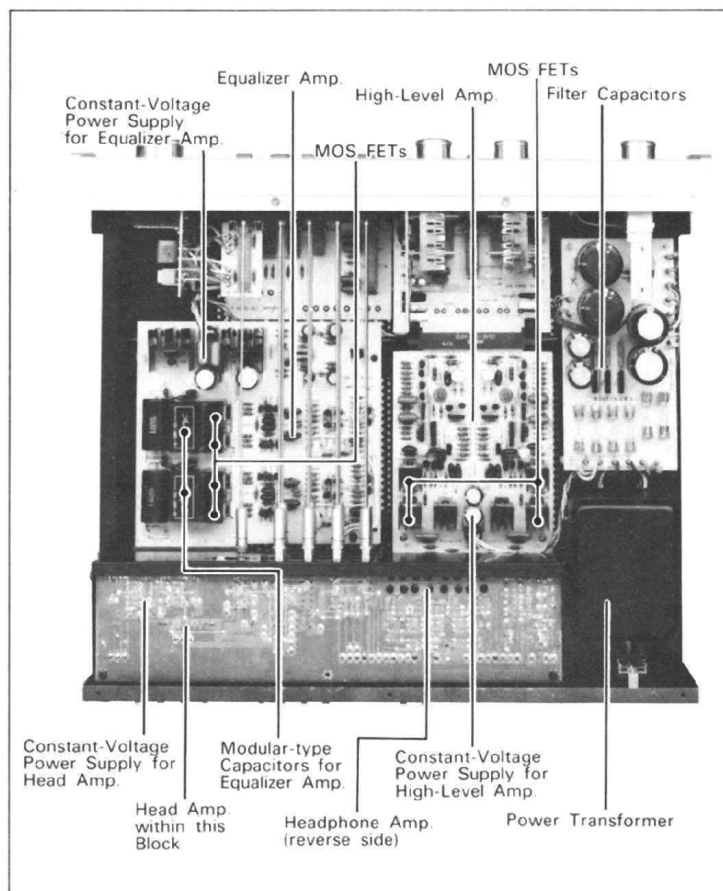 Equalizer Amp.
MOS FETs
Constant-Voltage
Power Supply
for Equalizer Amp.
High-Level Amp.
Filter Capacitors
MOS FETs
Constant-Voltage
Power Supply for
Head Amp.
Modular-type
Capacitors for
Equalizer Amp.
Constant-Voltage
Power Supply for
High-Level Amp.
Head Amp.
within this
Block
Headphone Amp.
(reverse side)
Power Transformer